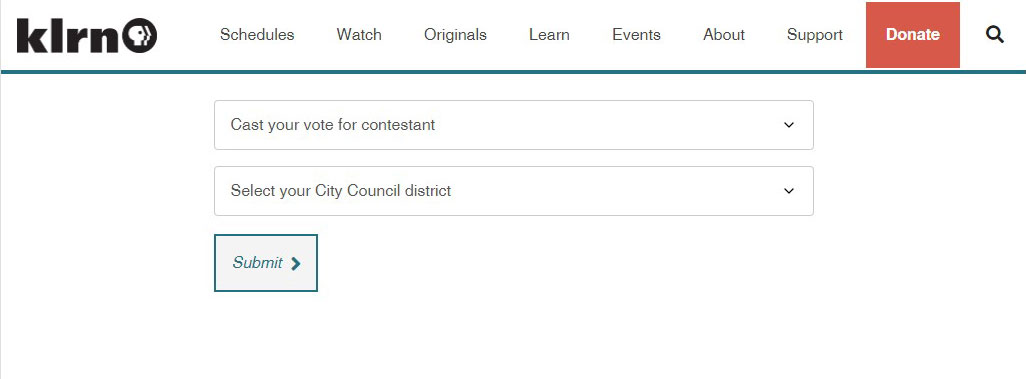 klrn Schedules Watch Originals Learn Events About Support Donate
Cast your vote for contestant
Select your City Council district
Submit